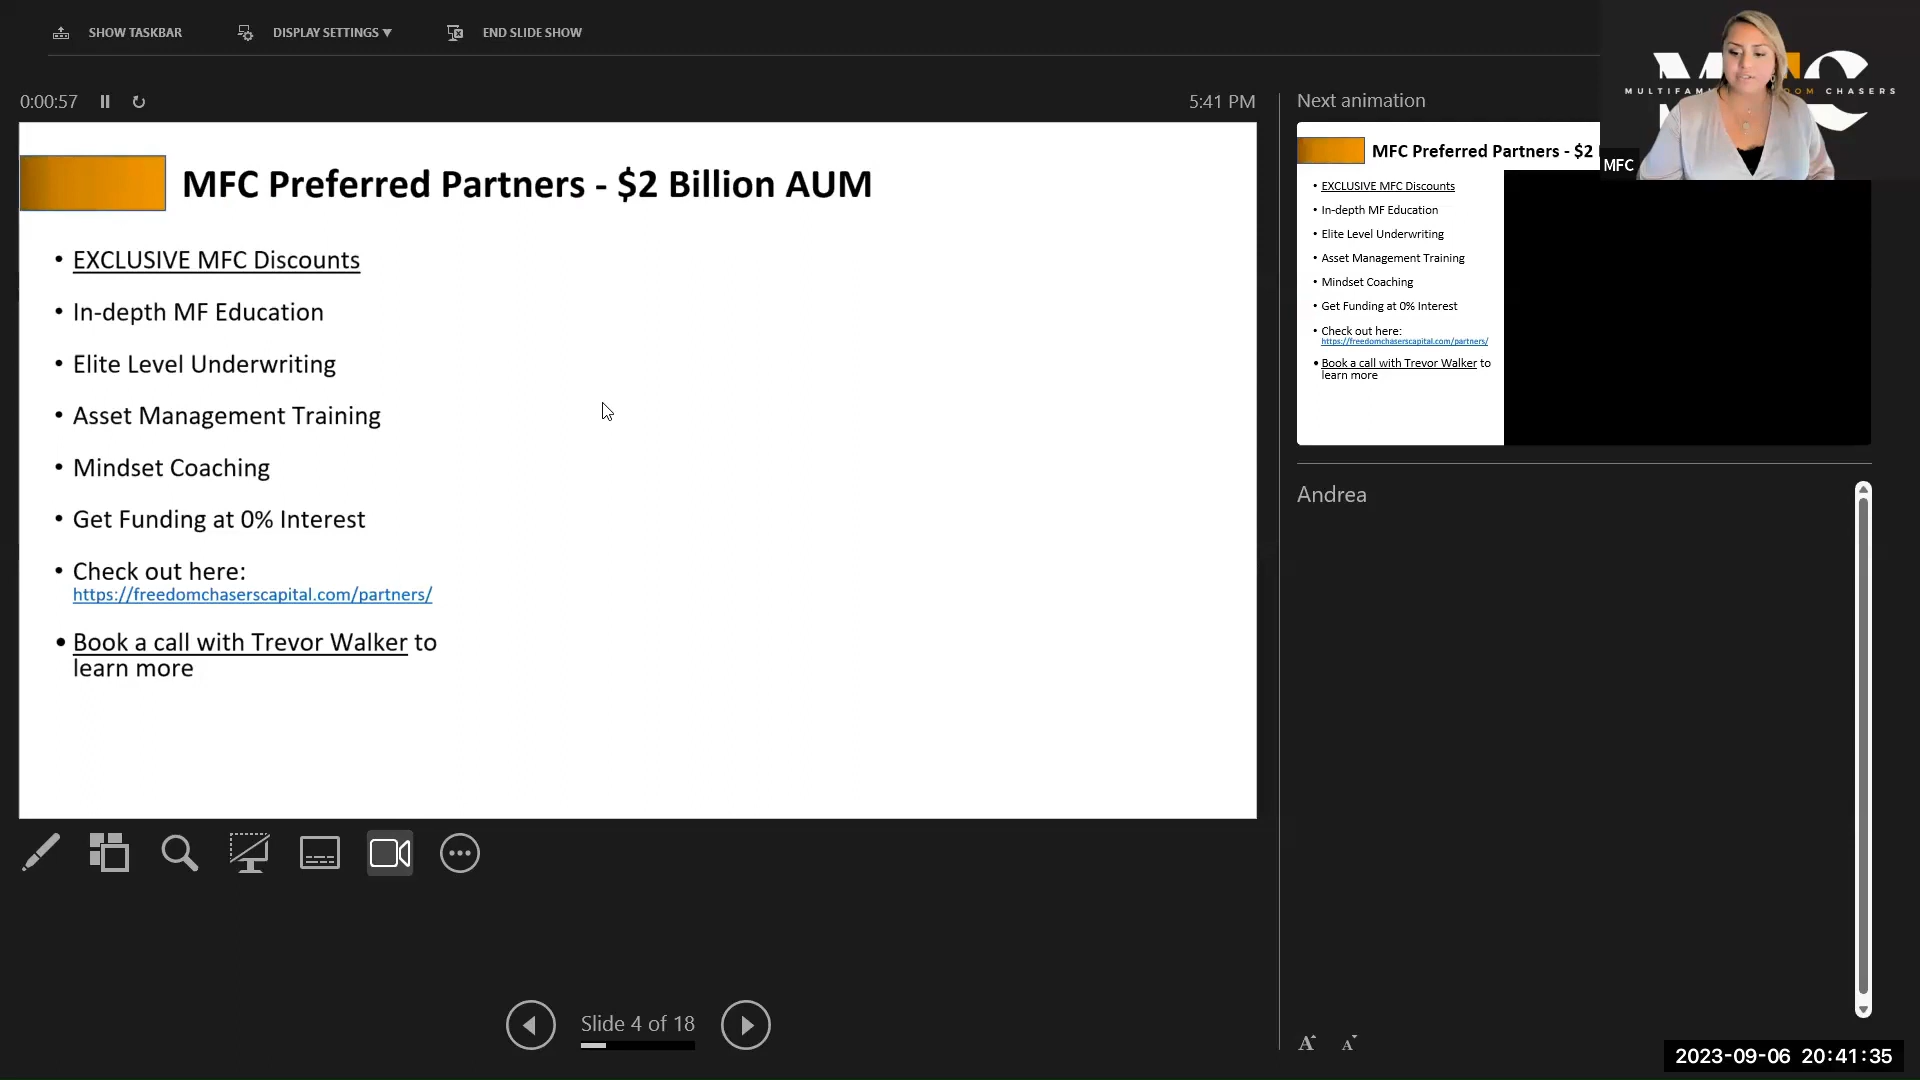 SHOW TASKBAR
DISPLAY SETTINGS ▼
END SLIDE SHOW
0:00:57
5:41 PM
MFC Preferred Partners - $2 Billion AUM
• EXCLUSIVE MFC Discounts
• In-depth MF Education
• Elite Level Underwriting
• Asset Management Training
• Mindset Coaching
• Get Funding at 0% Interest
• Check out here:
https://freedomchaserscapital.com/partners/
• Book a call with Trevor Walker to
learn more
Slide 4 of 18
Next animation
MFC Preferred Partners - $2
• EXCLUSIVE MFC Discounts
• In-depth MF Education
• Elite Level Underwriting
• Asset Management Training
• Mindset Coaching
• Get Funding at 0% Interest
• Check out here:
https://freedomchaserscapital.com/partners/
• Book a call with Trevor Walker to
learn more
CHASERS
MFC
Andrea
A A
2023-09-06 20:41:35